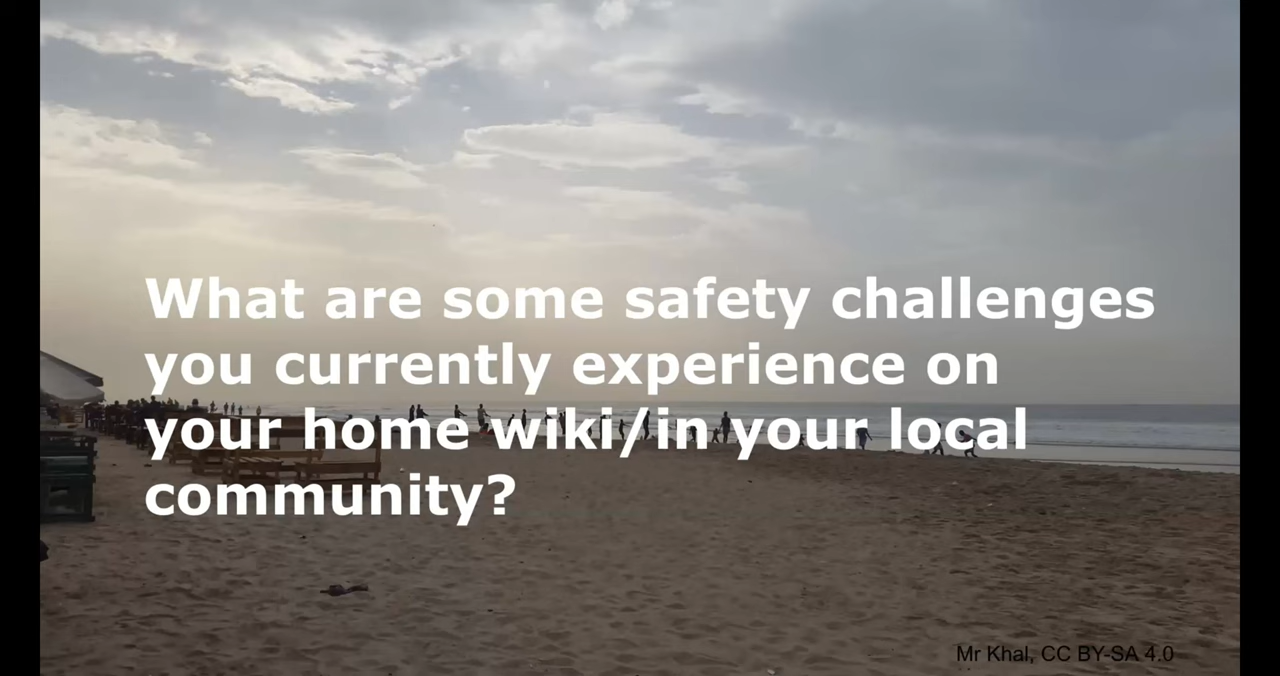 What are some safety challenges
you currently experience on
your home wiki/in your local
community?
Mr Khal, CC BY-SA 4.0